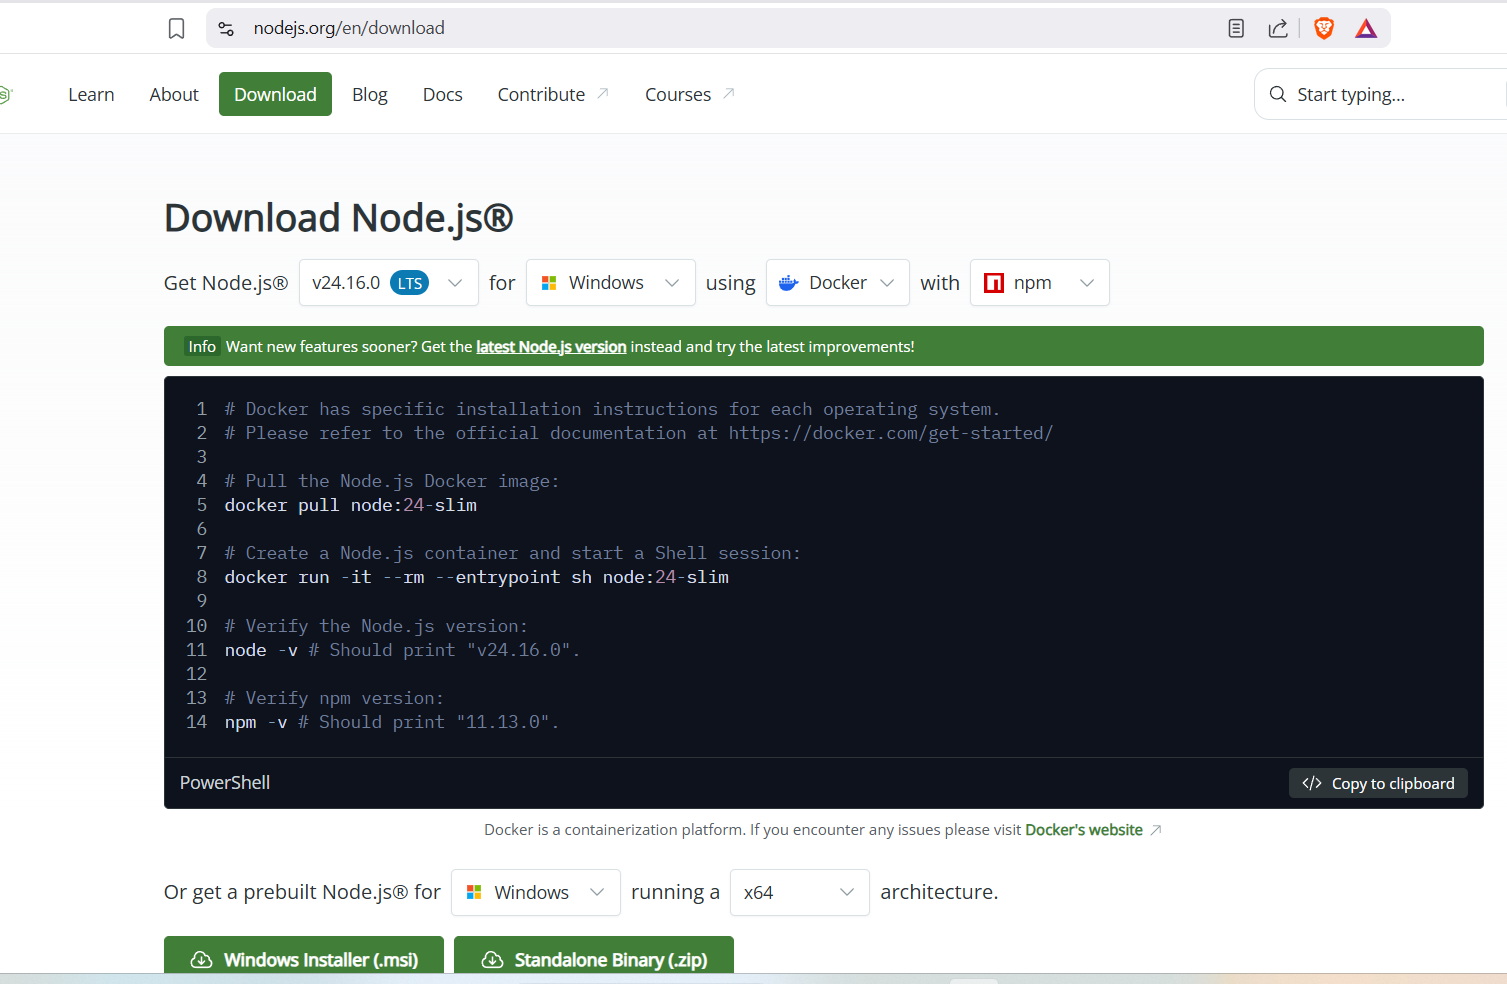 nodejs.org/en/download
Learn About Download Blog Docs Contribute Courses Start typing...
Download Node.js®
Get Node.js® v24.16.0 LTS for Windows using Docker with npm
Info Want new features sooner? Get the latest Node.js version instead and try the latest improvements!
1 # Docker has specific installation instructions for each operating system.
2 # Please refer to the official documentation at https://docker.com/get-started/
3
4 # Pull the Node.js Docker image:
5 docker pull node:24-slim
6
7 # Create a Node.js container and start a Shell session:
8 docker run -it --rm --entrypoint sh node:24-slim
9
10 # Verify the Node.js version:
11 node -v # Should print "v24.16.0".
12
13 # Verify npm version:
14 npm -v # Should print "11.13.0".
PowerShell Copy to clipboard
Docker is a containerization platform. If you encounter any issues please visit Docker's website
Or get a prebuilt Node.js® for Windows running a x64 architecture.
Windows Installer (.msi) Standalone Binary (.zip)